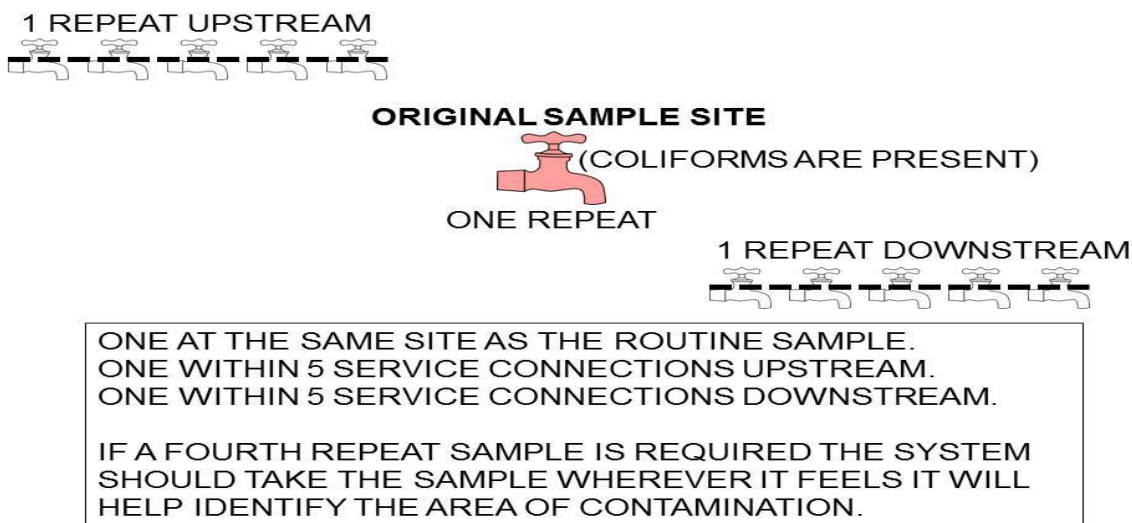 1 REPEAT UPSTREAM
ORIGINAL SAMPLE SITE
(COLIFORMS ARE PRESENT)
ONE REPEAT
1 REPEAT DOWNSTREAM
ONE AT THE SAME SITE AS THE ROUTINE SAMPLE.
ONE WITHIN 5 SERVICE CONNECTIONS UPSTREAM.
ONE WITHIN 5 SERVICE CONNECTIONS DOWNSTREAM.
IF A FOURTH REPEAT SAMPLE IS REQUIRED THE SYSTEM
SHOULD TAKE THE SAMPLE WHEREVER IT FEELS IT WILL
HELP IDENTIFY THE AREA OF CONTAMINATION.